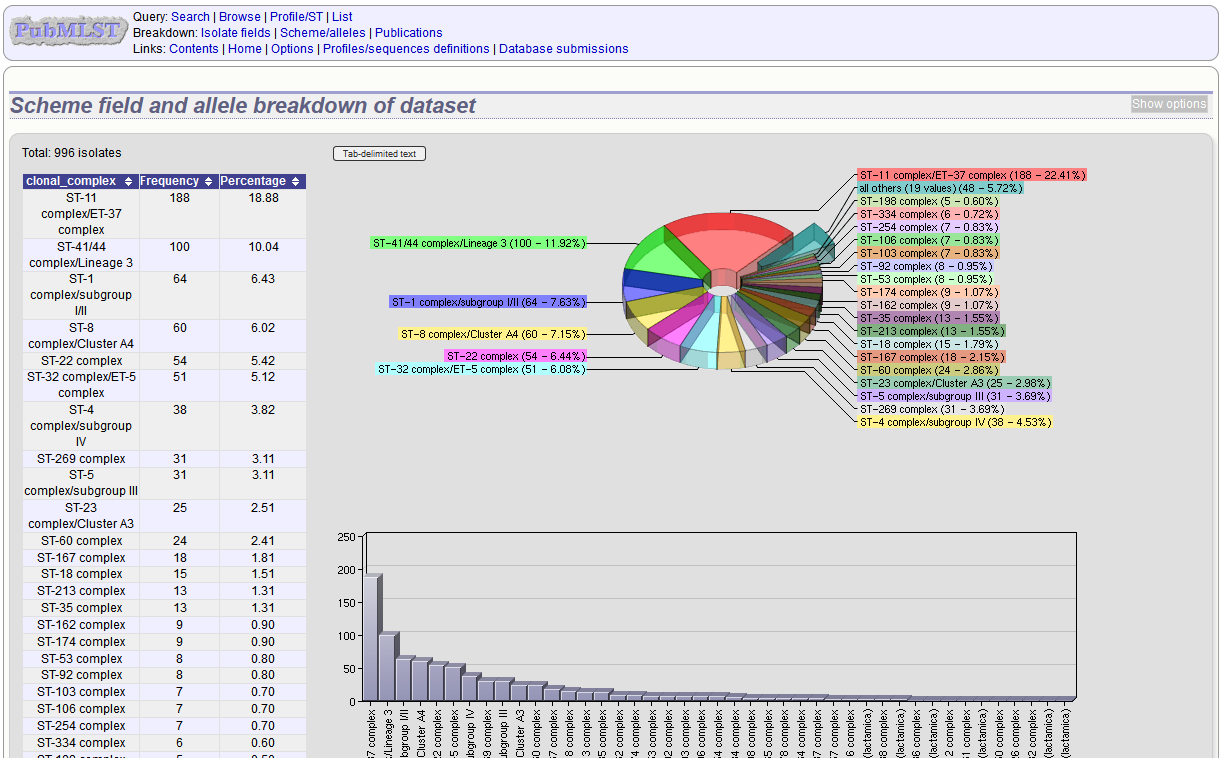 PubMLST
Query: Search | Browse | Profile/ST | List
Breakdown: Isolate fields | Scheme/alleles | Publications
Links: Contents | Home | Options | Profiles/sequences definitions | Database submissions
Scheme field and allele breakdown of dataset
Show options
Total: 996 isolates
Tab-delimited text
clonal_complex Frequency Percentage
ST-11 188 18.88
complex/ET-37
complex
ST-41/44 100 10.04
complex/Lineage 3
ST-1 64 6.43
complex/subgroup
I/II
ST-8 60 6.02
complex/Cluster A4
ST-22 complex 54 5.42
ST-32 complex/ET-5 51 5.12
complex
ST-4 38 3.82
complex/subgroup
IV
ST-269 complex 31 3.11
ST-5 31 3.11
complex/subgroup III
ST-23 25 2.51
complex/Cluster A3
ST-60 complex 24 2.41
ST-167 complex 18 1.81
ST-18 complex 15 1.51
ST-213 complex 13 1.31
ST-35 complex 13 1.31
ST-162 complex 9 0.90
ST-174 complex 9 0.90
ST-53 complex 8 0.80
ST-92 complex 8 0.80
ST-103 complex 7 0.70
ST-106 complex 7 0.70
ST-254 complex 7 0.70
ST-334 complex 6 0.60
ST-41/44 complex/Lineage 3 (100 - 11.92%)
ST-1 complex/subgroup I/II (64 - 7.63%)
ST-8 complex/Cluster A4 (60 - 7.15%)
ST-22 complex (54 - 6.44%)
ST-32 complex/ET-5 complex (51 - 6.08%)
ST-11 complex/ET-37 complex (188 - 22.41%)
all others (19 values) (48 - 5.72%)
ST-198 complex (5 - 0.60%)
ST-334 complex (6 - 0.72%)
ST-254 complex (7 - 0.83%)
ST-106 complex (7 - 0.83%)
ST-103 complex (7 - 0.83%)
ST-92 complex (8 - 0.95%)
ST-53 complex (8 - 0.95%)
ST-174 complex (9 - 1.07%)
ST-162 complex (9 - 1.07%)
ST-35 complex (13 - 1.55%)
ST-213 complex (13 - 1.55%)
ST-18 complex (15 - 1.79%)
ST-167 complex (18 - 2.15%)
ST-60 complex (24 - 2.86%)
ST-23 complex/Cluster A3 (25 - 2.98%)
ST-5 complex/subgroup III (31 - 3.69%)
ST-269 complex (31 - 3.69%)
ST-4 complex/subgroup IV (38 - 4.53%)
250
200
150
100
50
0